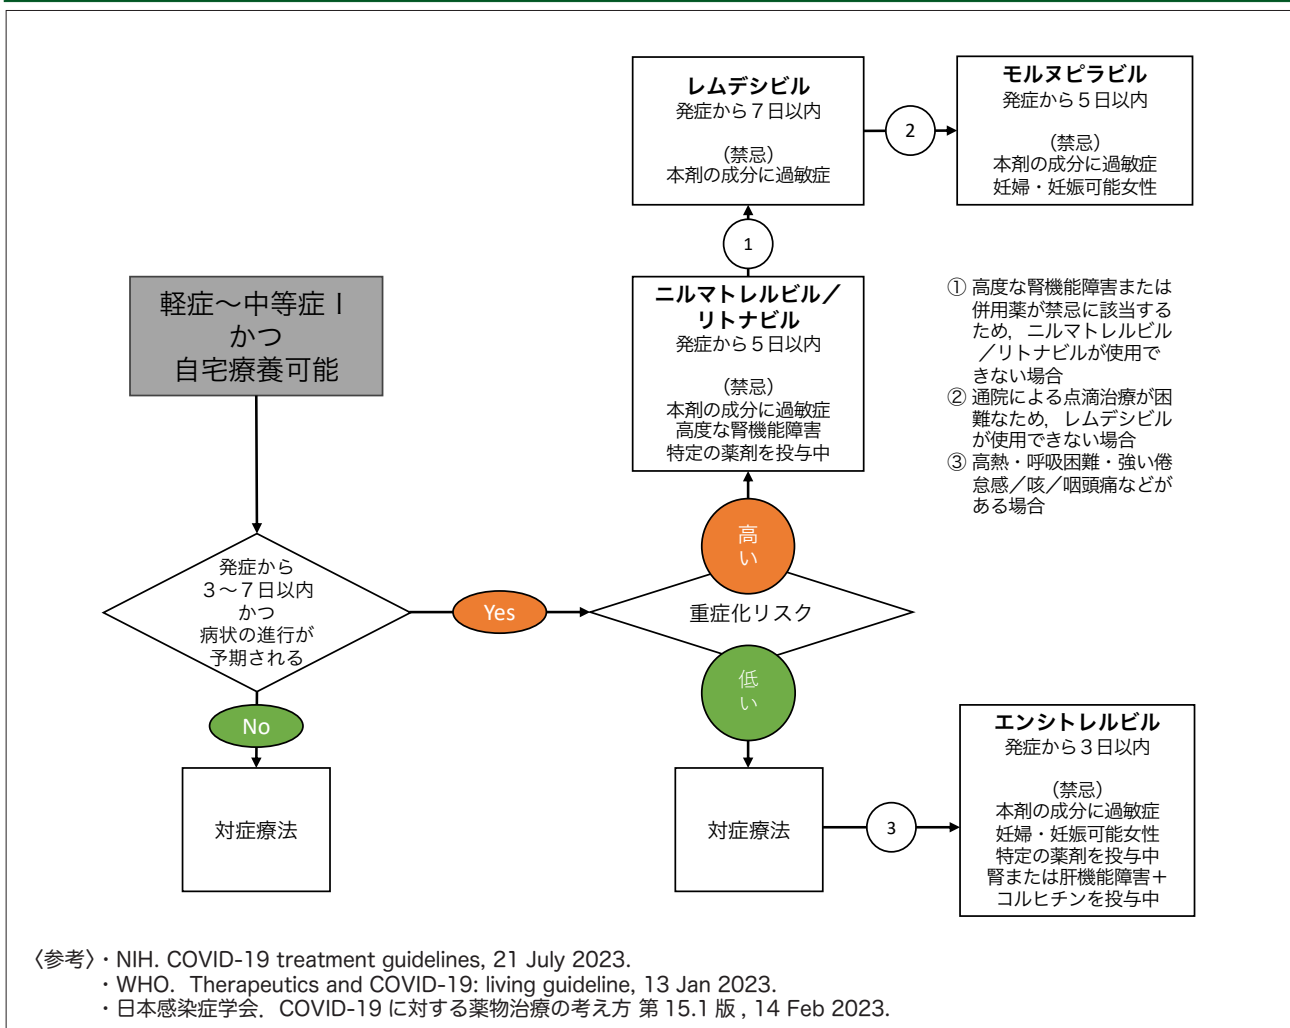 レムデシビル
発症から7日以内
（禁忌）
本剤の成分に過敏症
2
モルヌピラビル
発症から5日以内
（禁忌）
本剤の成分に過敏症
妊婦・妊娠可能女性
1
軽症～中等症Ⅰ
かつ
自宅療養可能
ニルマトレルビル／
リトナビル
発症から5日以内
（禁忌）
本剤の成分に過敏症
高度な腎機能障害
特定の薬剤を投与中
① 高度な腎機能障害または
併用薬が禁忌に該当する
ため，ニルマトレルビル
／リトナビルが使用で
きない場合
② 通院による点滴治療が困
難なため，レムデシビル
が使用できない場合
③ 高熱・呼吸困難・強い倦
怠感／咳／咽頭痛などが
ある場合
発症から
3～7日以内
かつ
病状の進行が
予期される
Yes
高
い
重症化リスク
低
い
No
対症療法
対症療法
3
エンシトレルビル
発症から3日以内
（禁忌）
本剤の成分に過敏症
妊婦・妊娠可能女性
特定の薬剤を投与中
腎または肝機能障害＋
コルヒチンを投与中
〈参考〉・NIH. COVID-19 treatment guidelines, 21 July 2023.
・WHO. Therapeutics and COVID-19: living guideline, 13 Jan 2023.
・日本感染症学会．COVID-19 に対する薬物治療の考え方 第 15.1 版 , 14 Feb 2023.